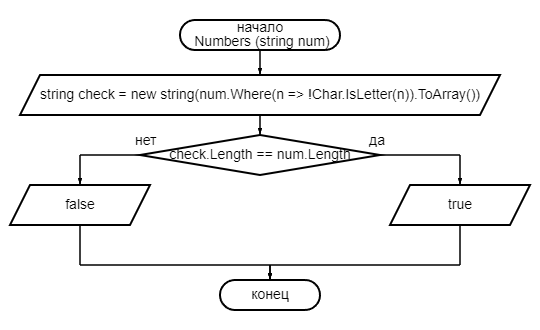 начало
Numbers (string num)
string check = new string(num.Where(n => !Char.IsLetter(n)).ToArray())
нет
да
check.Length == num.Length
false
true
конец